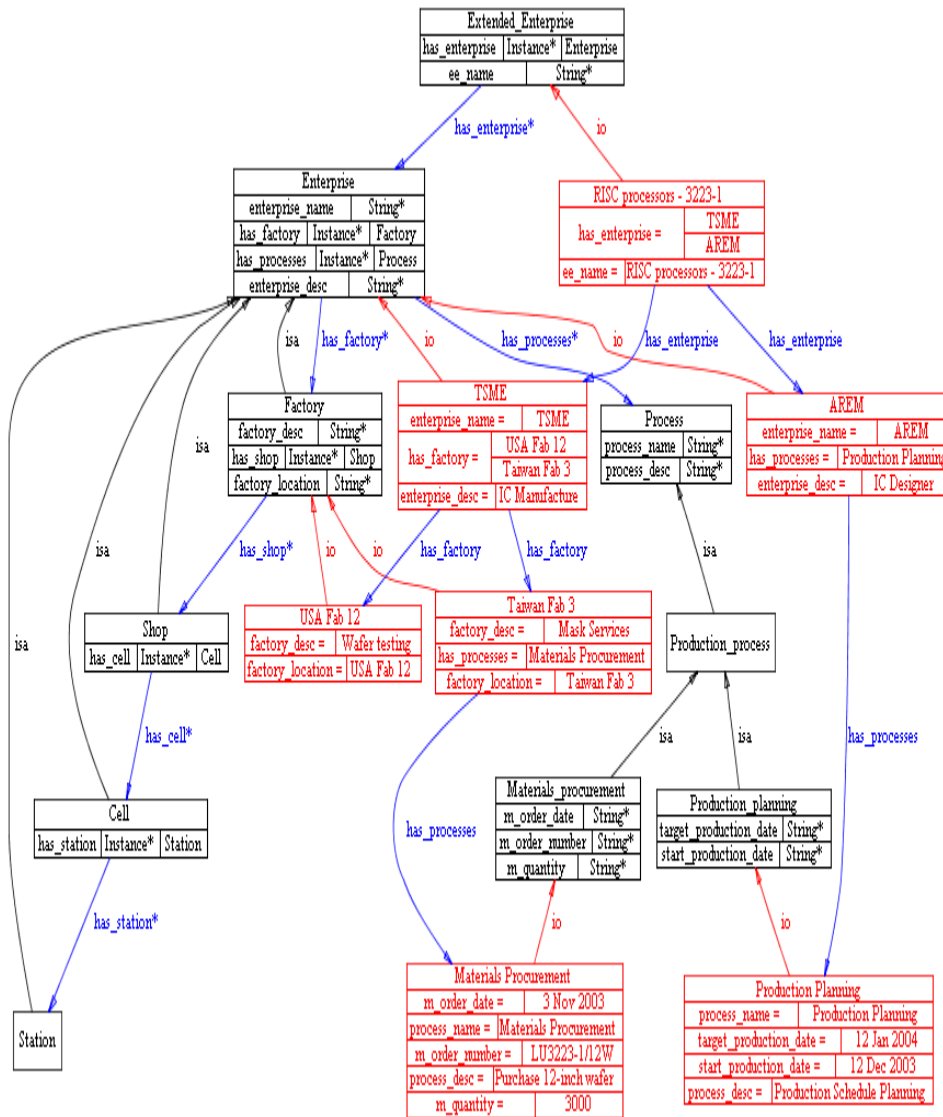 Extended_Enterprise
has_enterprise Instance* Enterprise
ee_name String*
has_enterprise*
io
Enterprise
enterprise_name String*
has_factory Instance* Factory
has_processes Instance* Process
enterprise_desc String*
RISC processors - 3223-1
has_enterprise = TSME
AREM
ee_name = RISC processors - 3223-1
isa
has_factory*
io
has_processes*
io
has_enterprise
has_enterprise
Factory
factory_desc String*
has_shop Instance* Shop
factory_location String*
TSME
enterprise_name = TSME
has_factory = USA Fab 12
Taiwan Fab 3
enterprise_desc = IC Manufacture
Process
process_name String*
process_desc String*
AREM
enterprise_name = AREM
has_processes = Production Planning
enterprise_desc = IC Designer
isa
isa
isa
has_shop*
io
io
has_factory
has_factory
isa
Shop
has_cell Instance* Cell
USA Fab 12
factory_desc = Wafer testing
factory_location = USA Fab 12
Taiwan Fab 3
factory_desc = Mask Services
has_processes = Materials Procurement
factory_location = Taiwan Fab 3
Production_process
has_cell*
isa
isa
has_processes
has_processes
Cell
has_station Instance* Station
Materials_procurement
m_order_date String*
m_order_number String*
m_quantity String*
Production_planning
target_production_date String*
start_production_date String*
has_station*
io
io
Station
Materials Procurement
m_order_date = 3 Nov 2003
process_name = Materials Procurement
m_order_number = LU3223-1/12W
process_desc = Purchase 12-inch wafer
m_quantity = 3000
Production Planning
process_name = Production Planning
target_production_date = 12 Jan 2004
start_production_date = 12 Dec 2003
process_desc = Production Schedule Planning